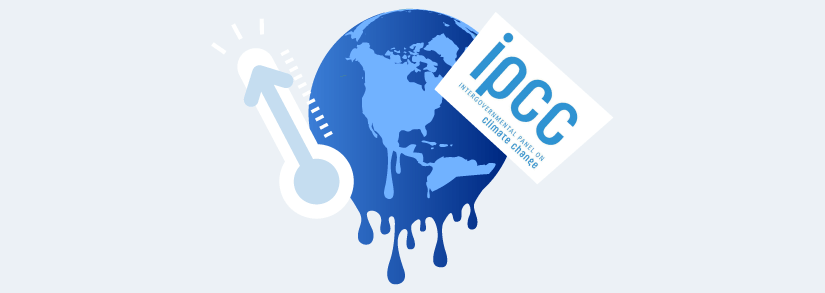 ipcc
INTERGOVERNMENTAL PANEL ON
climate change